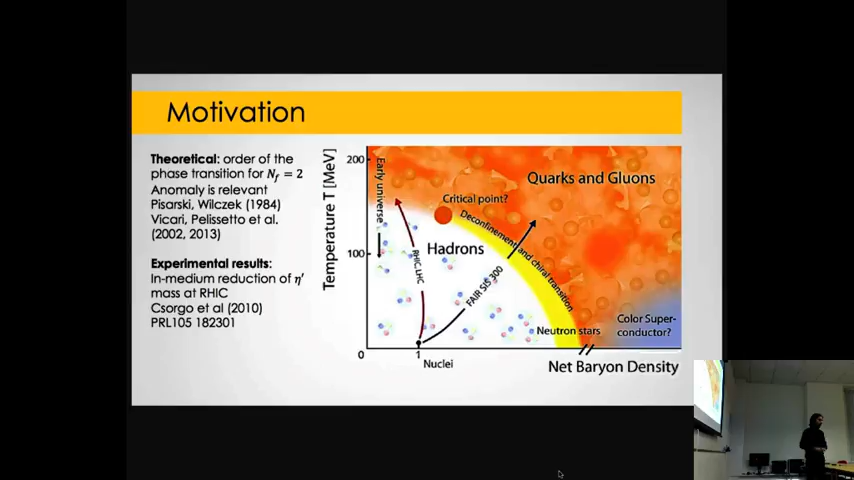 Motivation
Theoretical: order of the
phase transition for N_f = 2
Anomaly is relevant
Pisarski, Wilczek (1984)
Vicari, Pelissetto et al.
(2002, 2013)
Experimental results:
In-medium reduction of η′
mass at RHIC
Csorgo et al (2010)
PRL105 182301
Temperature T [MeV]
200
100
0
Early universe
Quarks and Gluons
Critical point?
Deconfinement and chiral transition
Hadrons
RHIC, LHC
FAIR SIS 300
Color Super-
conductor?
Neutron stars
1
Nuclei
Net Baryon Density